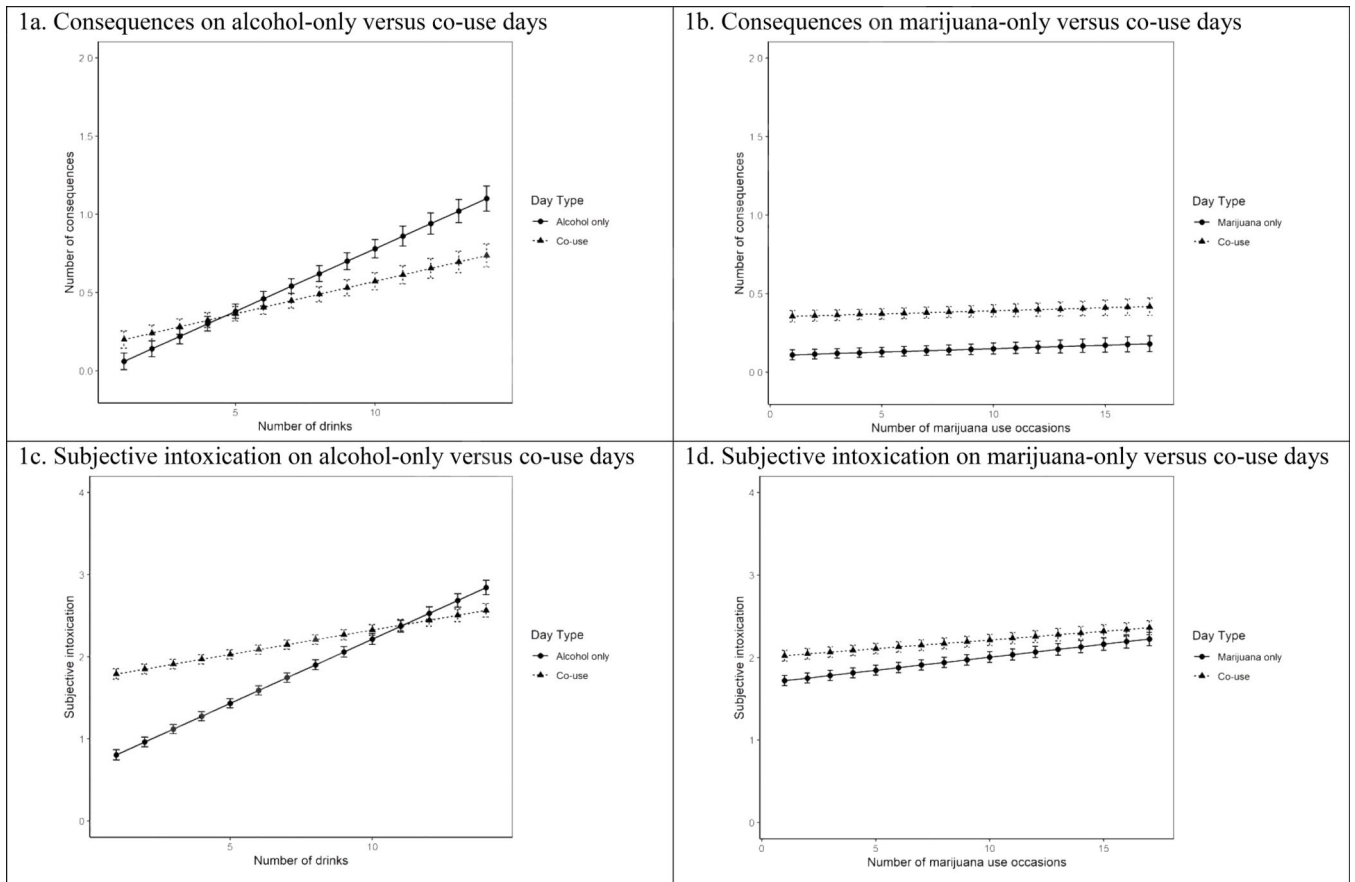 1a. Consequences on alcohol-only versus co-use days
2.0
1.5
1.0
0.5
0.0
Number of consequences
5
10
Number of drinks
Day Type
Alcohol only
Co-use
1b. Consequences on marijuana-only versus co-use days
2.0
1.5
1.0
0.5
0.0
Number of consequences
0
5
10
15
Number of marijuana use occasions
Day Type
Marijuana only
Co-use
1c. Subjective intoxication on alcohol-only versus co-use days
4
3
2
1
0
Subjective intoxication
5
10
Number of drinks
Day Type
Alcohol only
Co-use
1d. Subjective intoxication on marijuana-only versus co-use days
4
3
2
1
0
Subjective intoxication
0
5
10
15
Number of marijuana use occasions
Day Type
Marijuana only
Co-use